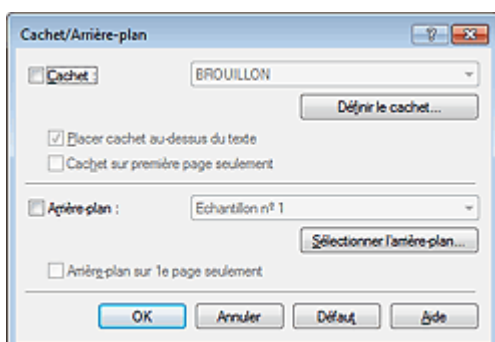 Cachet/Arrière-plan
Cachet : BROUILLON
Définir le cachet...
Placer cachet au-dessus du texte
Cachet sur première page seulement
Arrière-plan : Echantillon nº 1
Sélectionner l'arrière-plan...
Arrière-plan sur 1e page seulement
OK Annuler Défaut Aide